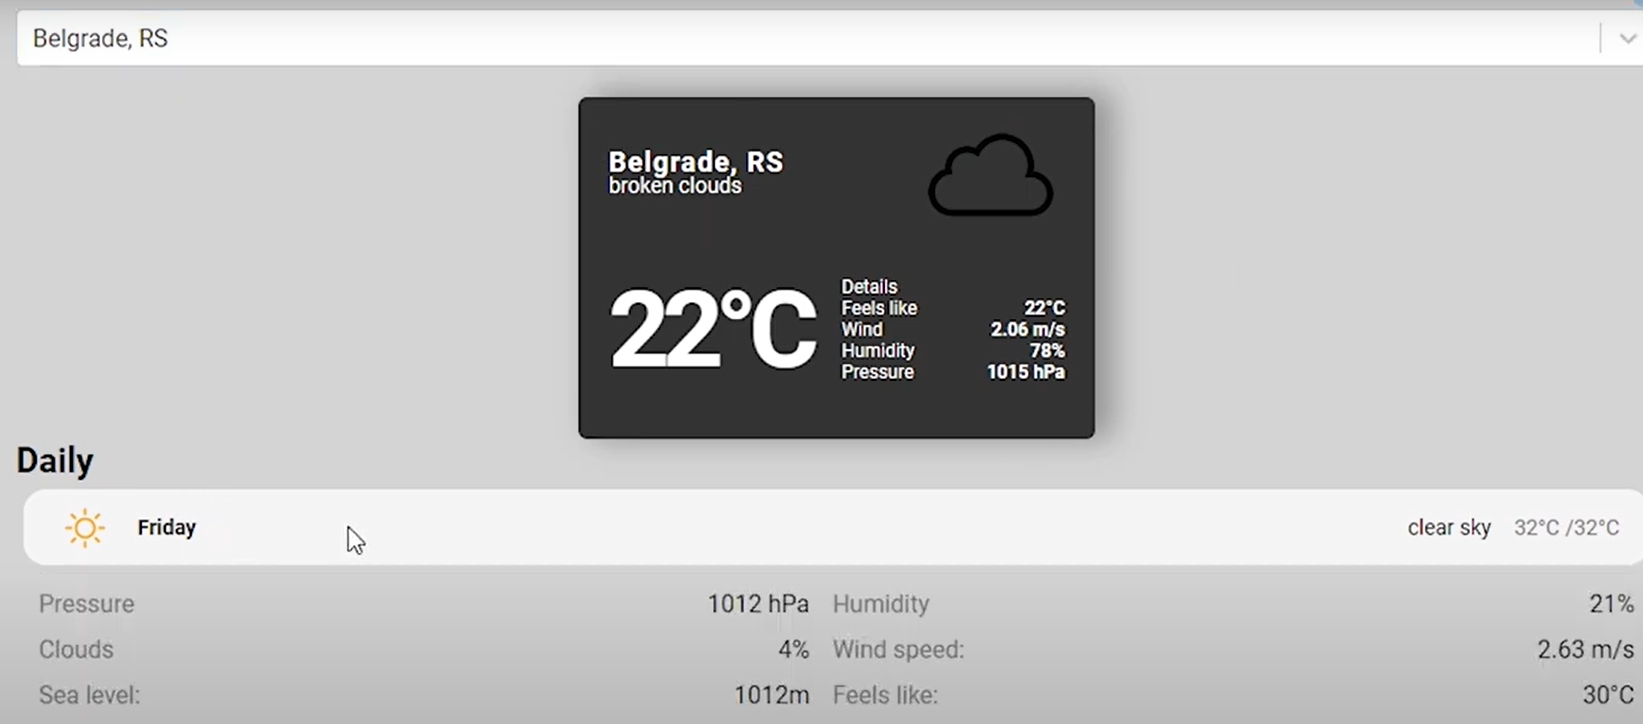 Belgrade, RS
Belgrade, RS
broken clouds
22°C
Details
Feels like 22°C
Wind 2.06 m/s
Humidity 78%
Pressure 1015 hPa
Daily
Friday clear sky 32°C /32°C
Pressure 1012 hPa Humidity 21%
Clouds 4% Wind speed: 2.63 m/s
Sea level: 1012m Feels like: 30°C